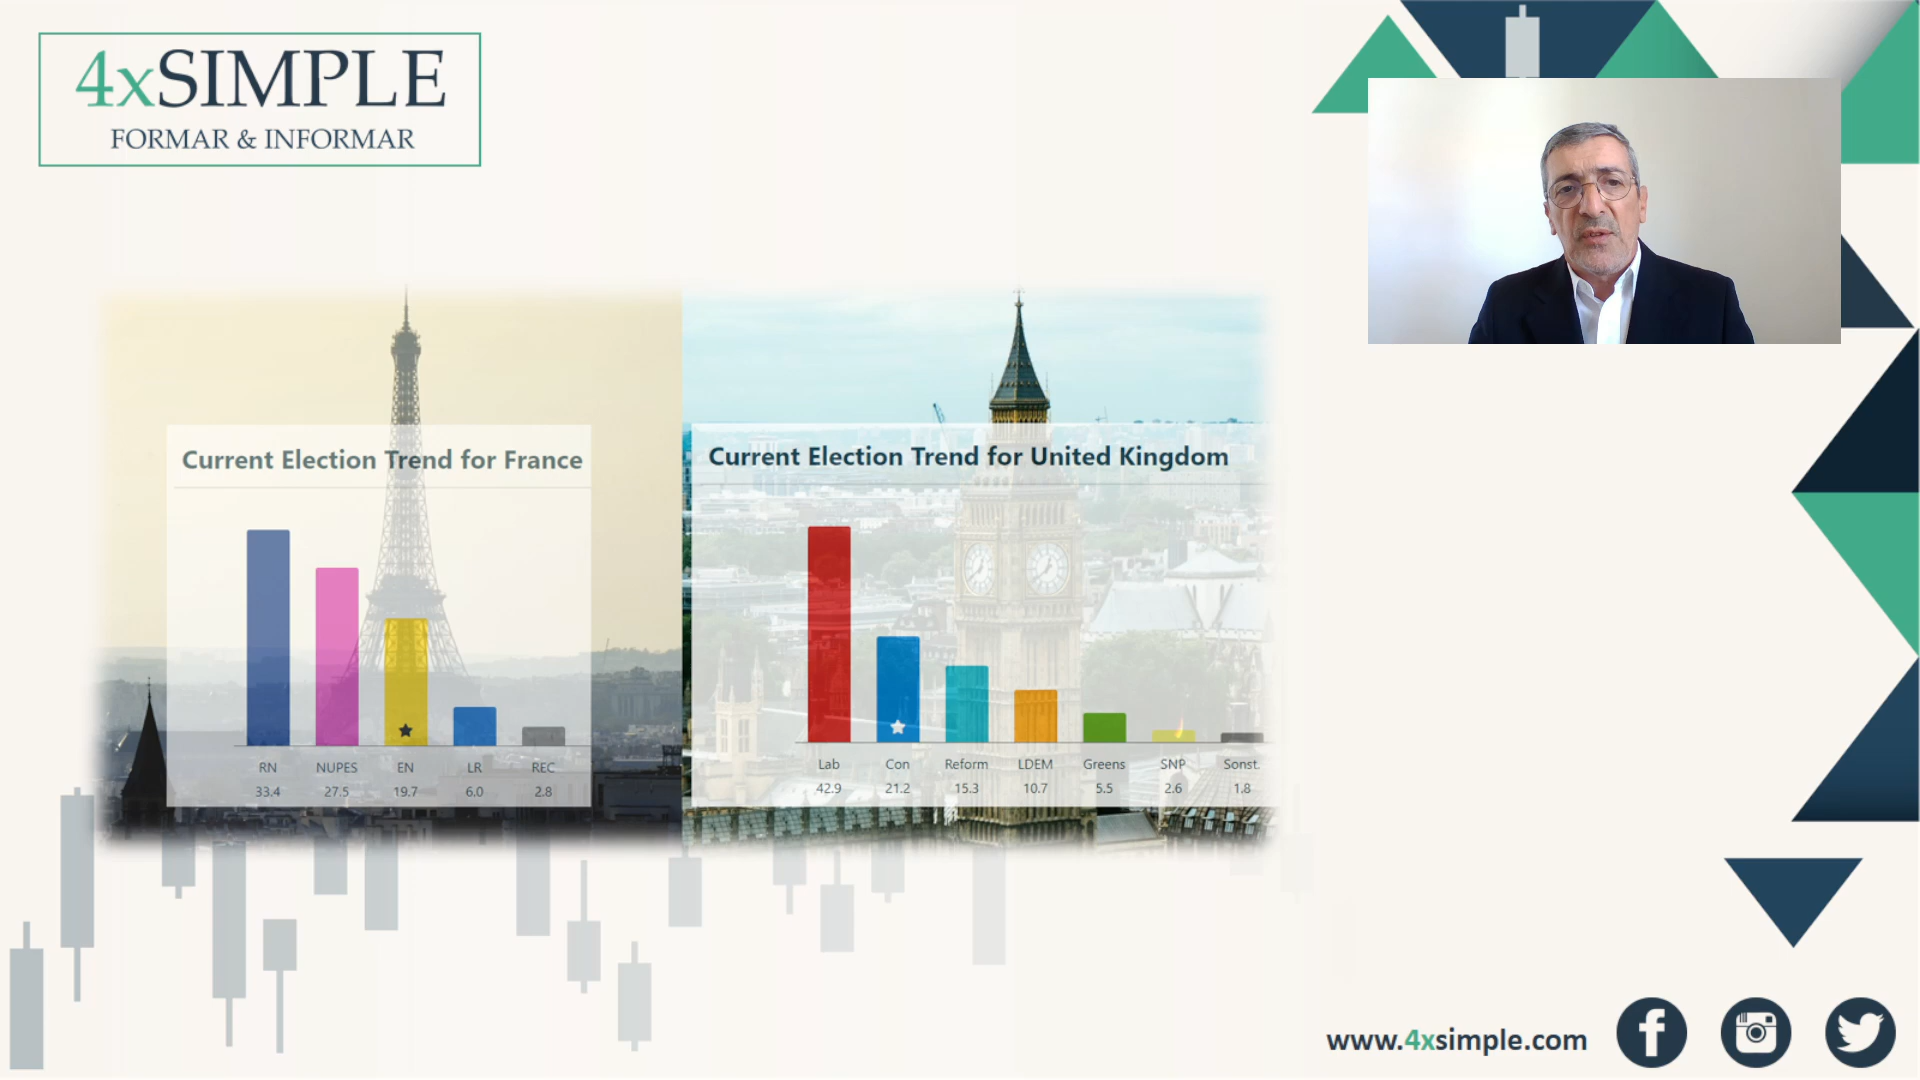 4xSIMPLE
FORMAR & INFORMAR
Current Election Trend for France
RN NUPES EN LR REC
33.4 27.5 19.7 6.0 2.8
Current Election Trend for United Kingdom
Lab Con Reform LDEM Greens SNP Sonst.
42.9 21.2 15.3 10.7 5.5 2.6 1.8
www.4xsimple.com